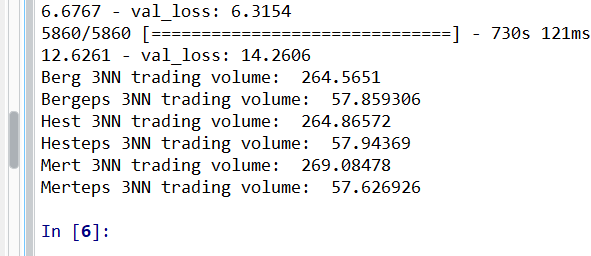 6.6767 - val_loss: 6.3154
5860/5860 [==============================] - 730s 121ms
12.6261 - val_loss: 14.2606
Berg 3NN trading volume:  264.5651
Bergeps 3NN trading volume:  57.859306
Hest 3NN trading volume:  264.86572
Hesteps 3NN trading volume:  57.94369
Mert 3NN trading volume:  269.08478
Merteps 3NN trading volume:  57.626926
In [6]: